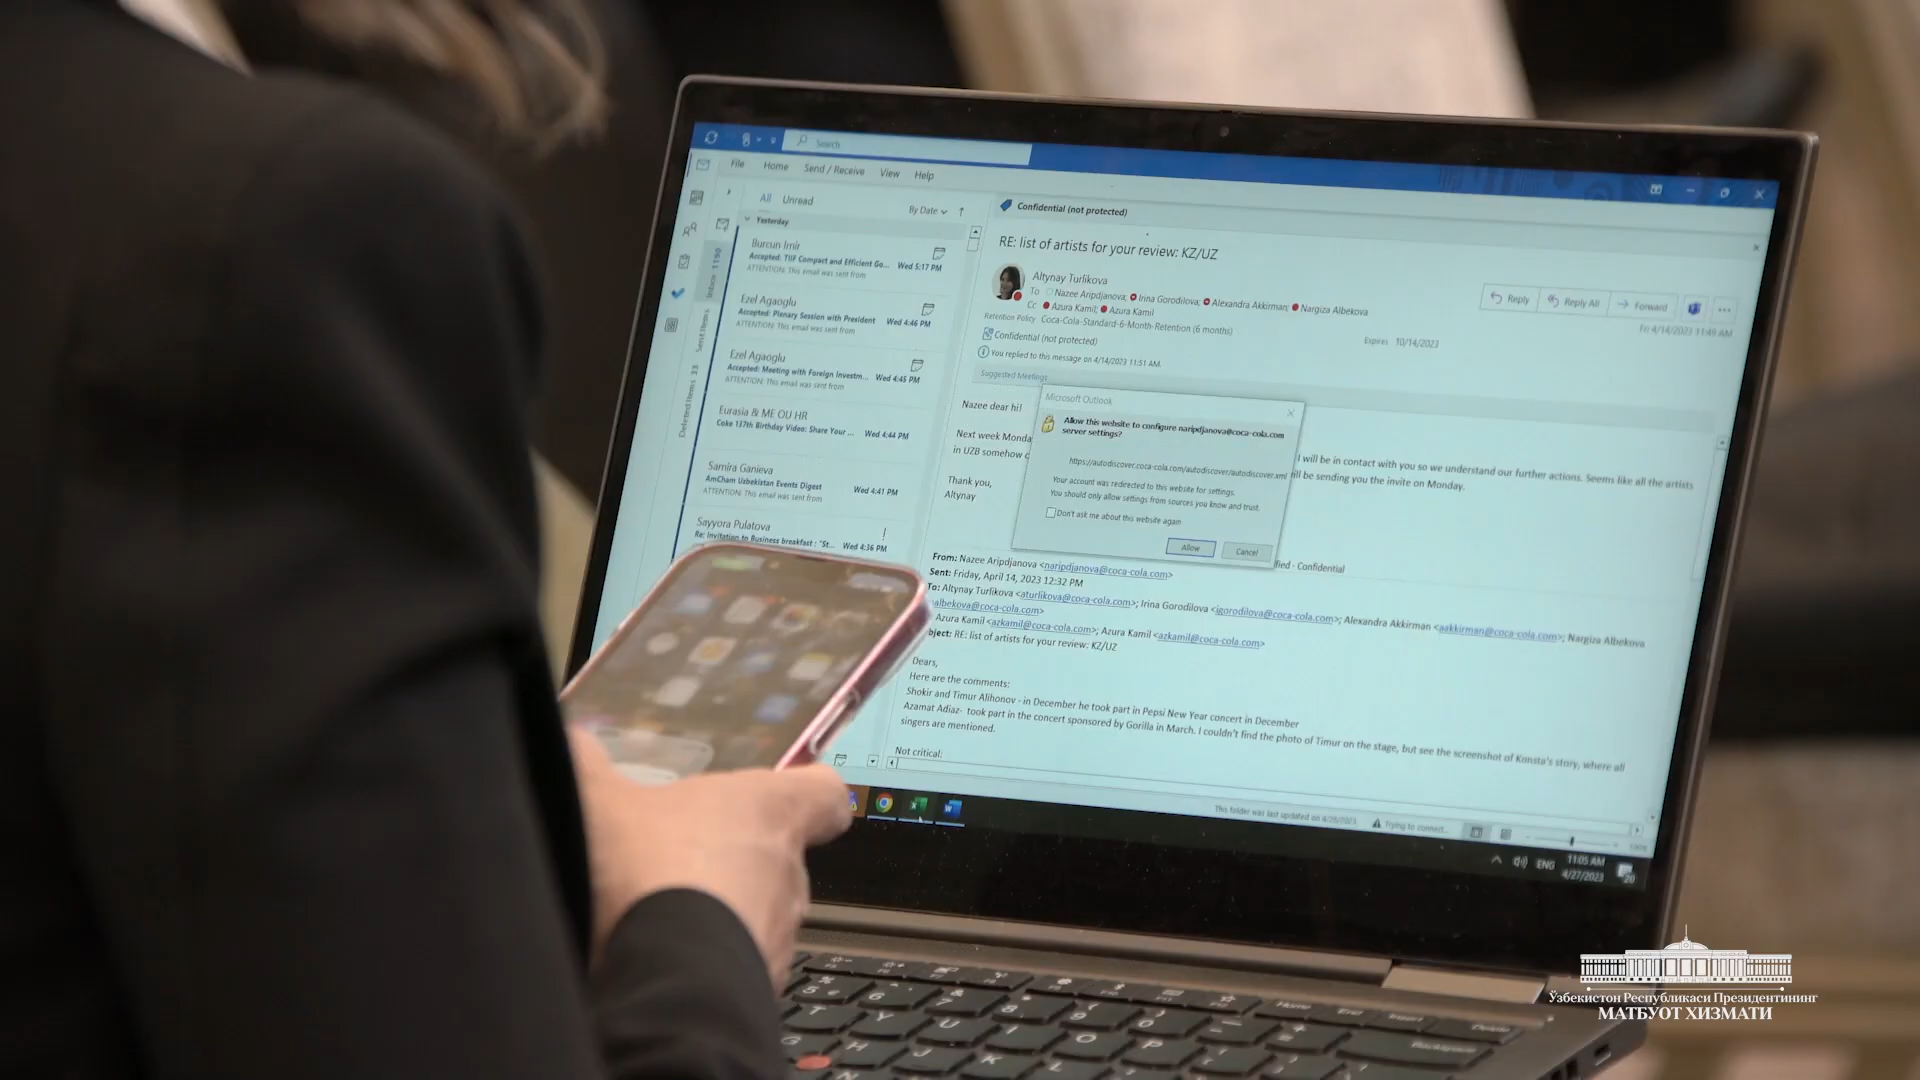 Search
File Home Send / Receive View Help
All Unread
By Date
Yesterday
Burcun Imir
Accepted: TIIF Compact and Efficient Go... Wed 5:17 PM
ATTENTION: This email was sent from
Ezel Agaoglu
Accepted: Plenary Session with President Wed 4:46 PM
ATTENTION: This email was sent from
Ezel Agaoglu
Accepted: Meeting with Foreign Investm... Wed 4:45 PM
ATTENTION: This email was sent from
Eurasia & ME OU HR
Coke 137th Birthday Video: Share Your ... Wed 4:44 PM
Samira Ganieva
AmCham Uzbekistan Events Digest Wed 4:41 PM
ATTENTION: This email was sent from
Sayyora Pulatova
Re: Invitation to Business breakfast : "St... Wed 4:36 PM
Inbox 1190
Sent Items
Deleted Items 33
Confidential (not protected)
RE: list of artists for your review: KZ/UZ
Altynay Turlikova
To Nazee Aripdjanova; Irina Gorodilova; Alexandra Akkirman; Nargiza Albekova
Cc Azura Kamil; Azura Kamil
Retention Policy Coca-Cola-Standard-6-Month-Retention (6 months)
Expires 10/14/2023
Reply Reply All Forward
Fri 4/14/2023 11:49 AM
Confidential (not protected)
You replied to this message on 4/14/2023 11:51 AM.
Suggested Meetings
Nazee dear hi!
Next week Monda
I will be in contact with you so we understand our further actions. Seems like all the artists
in UZB somehow
ill be sending you the invite on Monday.
Thank you,
Altynay
Microsoft Outlook
Allow this website to configure naripdjanova@coca-cola.com
server settings?
https://autodiscover.coca-cola.com/autodiscover/autodiscover.xml
Your account was redirected to this website for settings.
You should only allow settings from sources you know and trust.
Don't ask me about this website again
Allow Cancel
fied - Confidential
From: Nazee Aripdjanova <naripdjanova@coca-cola.com>
Sent: Friday, April 14, 2023 12:32 PM
To: Altynay Turlikova <aturlikova@coca-cola.com>; Irina Gorodilova <igorodilova@coca-cola.com>; Alexandra Akkirman <aakkirman@coca-cola.com>; Nargiza Albekova
albekova@coca-cola.com>
Azura Kamil <azkamil@coca-cola.com>; Azura Kamil <azkamil@coca-cola.com>
bject: RE: list of artists for your review: KZ/UZ
Dears,
Here are the comments:
Shokir and Timur Alihonov - in December he took part in Pepsi New Year concert in December
Azamat Adiaz- took part in the concert sponsored by Gorilla in March. I couldn't find the photo of Timur on the stage, but see the screenshot of Konsta's story, where all
singers are mentioned.
Not critical:
This folder was last updated on 4/26/2023. Trying to connect...
ENG 11:05 AM
4/27/2023
Ўзбекистон Республикаси Президентининг
МАТБУОТ ХИЗМАТИ